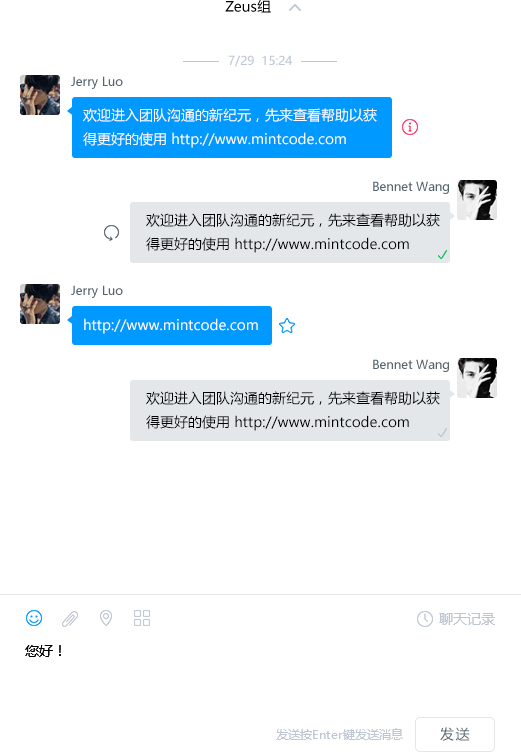 Zeus组
7/29 15:24
Jerry Luo
欢迎进入团队沟通的新纪元，先来查看帮助以获
得更好的使用 http://www.mintcode.com
Bennet Wang
欢迎进入团队沟通的新纪元，先来查看帮助以获
得更好的使用 http://www.mintcode.com
Jerry Luo
http://www.mintcode.com
Bennet Wang
欢迎进入团队沟通的新纪元，先来查看帮助以获
得更好的使用 http://www.mintcode.com
聊天记录
您好！
发送按Enter键发送消息
发送